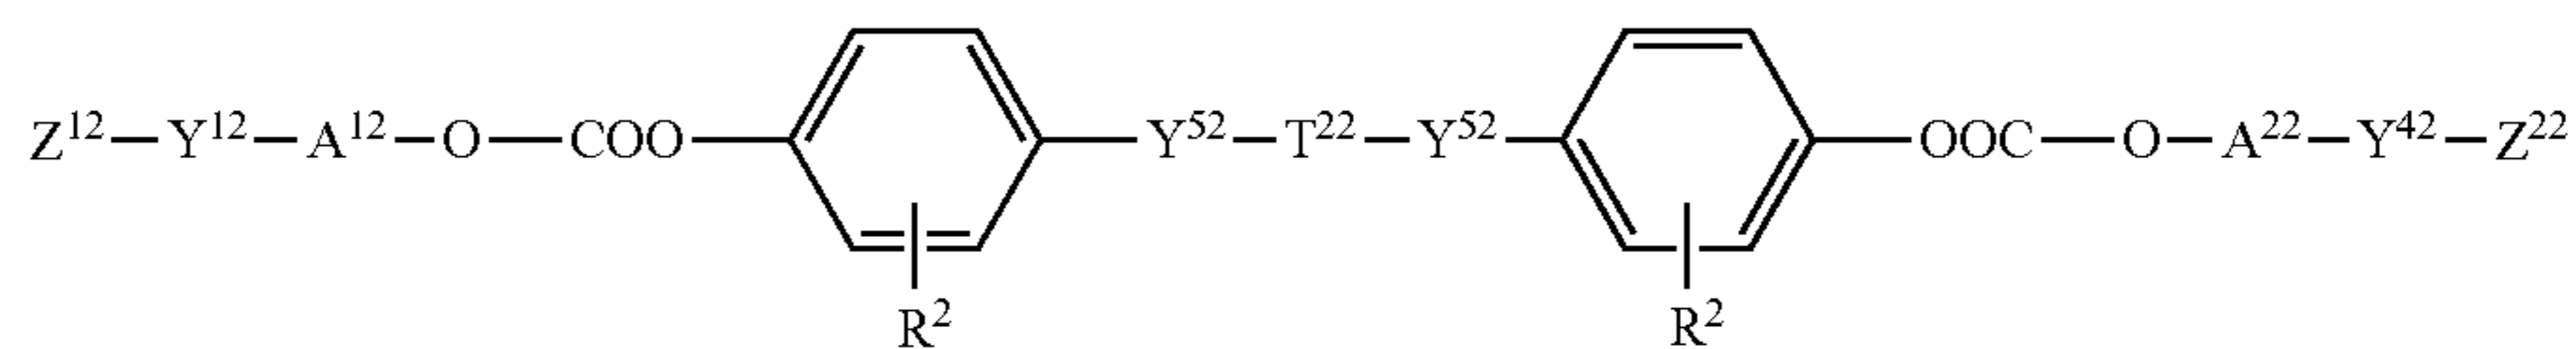 Z¹²—Y¹²—A¹²—O—COO—Y⁵²—T²²—Y⁵²—OOC—O—A²²—Y⁴²—Z²²
R² R²